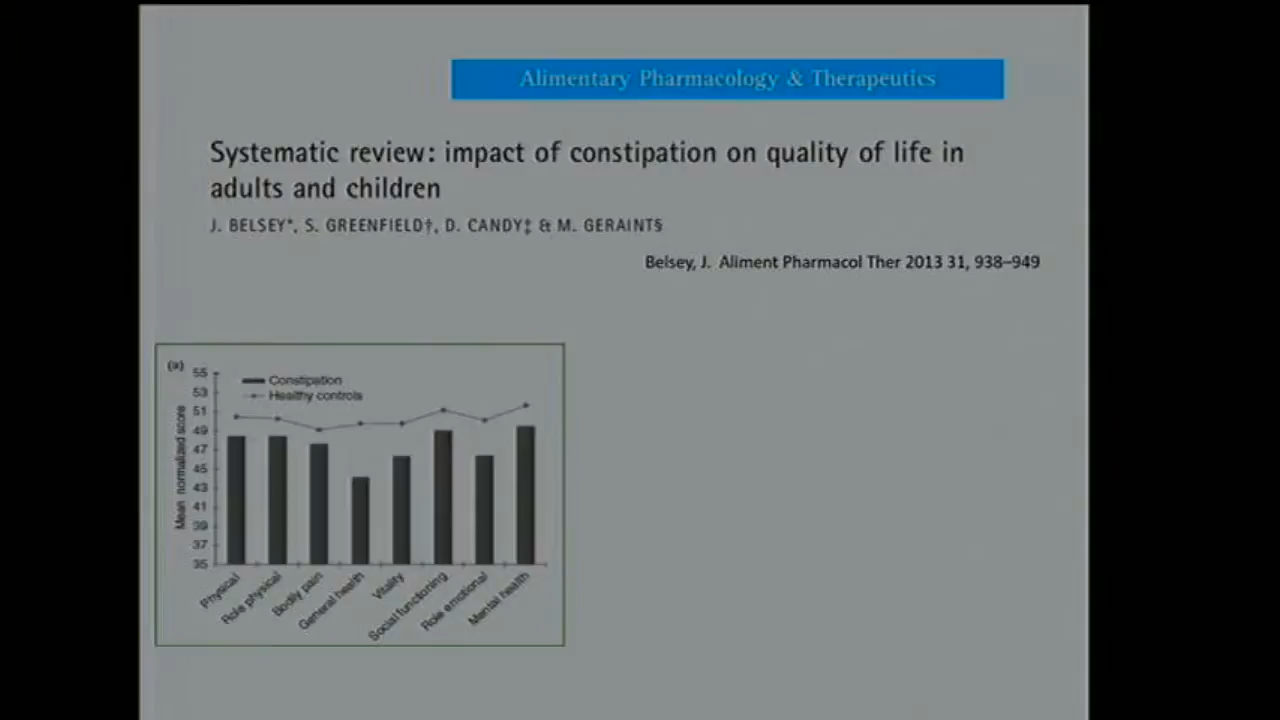 Alimentary Pharmacology & Therapeutics
Systematic review: impact of constipation on quality of life in
adults and children
J. BELSEY*, S. GREENFIELD†, D. CANDY‡ & M. GERAINT§
Belsey, J. Aliment Pharmacol Ther 2013 31, 938–949
(a)
Constipation
Healthy controls
Mean normalized score
55
53
51
49
47
45
43
41
39
37
35
Physical
Role physical
Bodily pain
General health
Vitality
Social functioning
Role emotional
Mental health